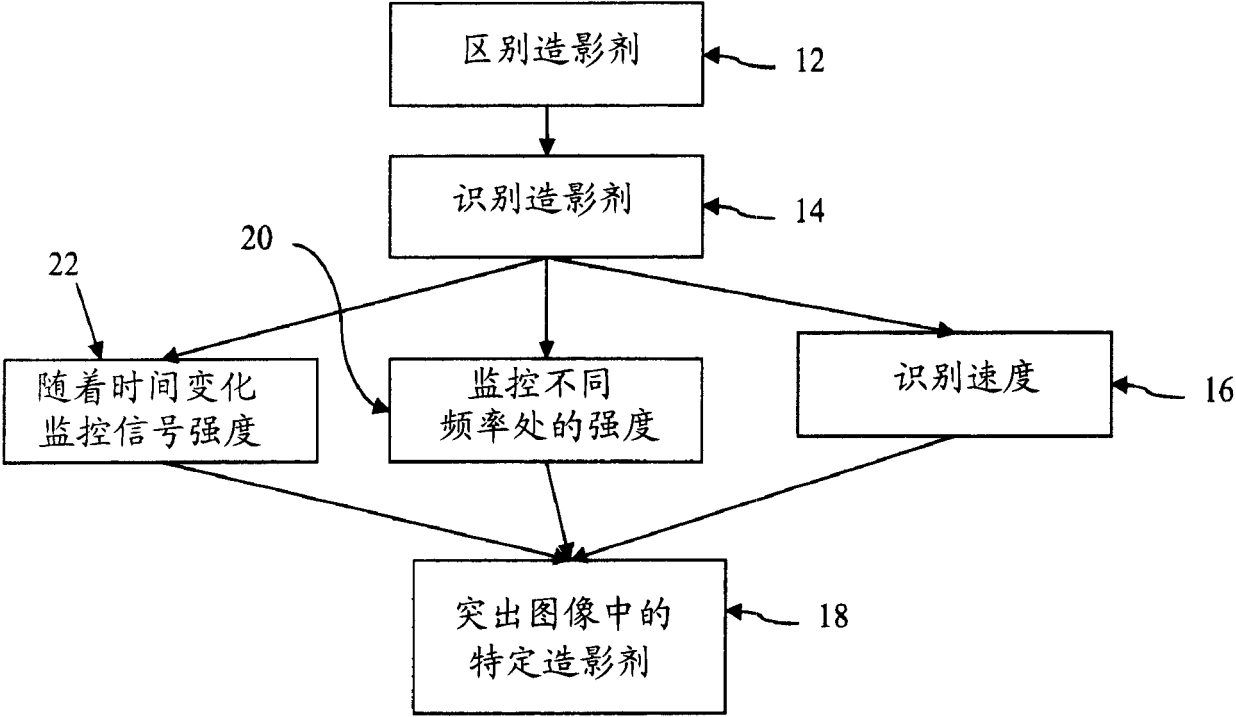 区别造影剂
12
识别造影剂
14
20
22
随着时间变化
监控信号强度
监控不同
频率处的强度
识别速度
16
突出图像中的
特定造影剂
18